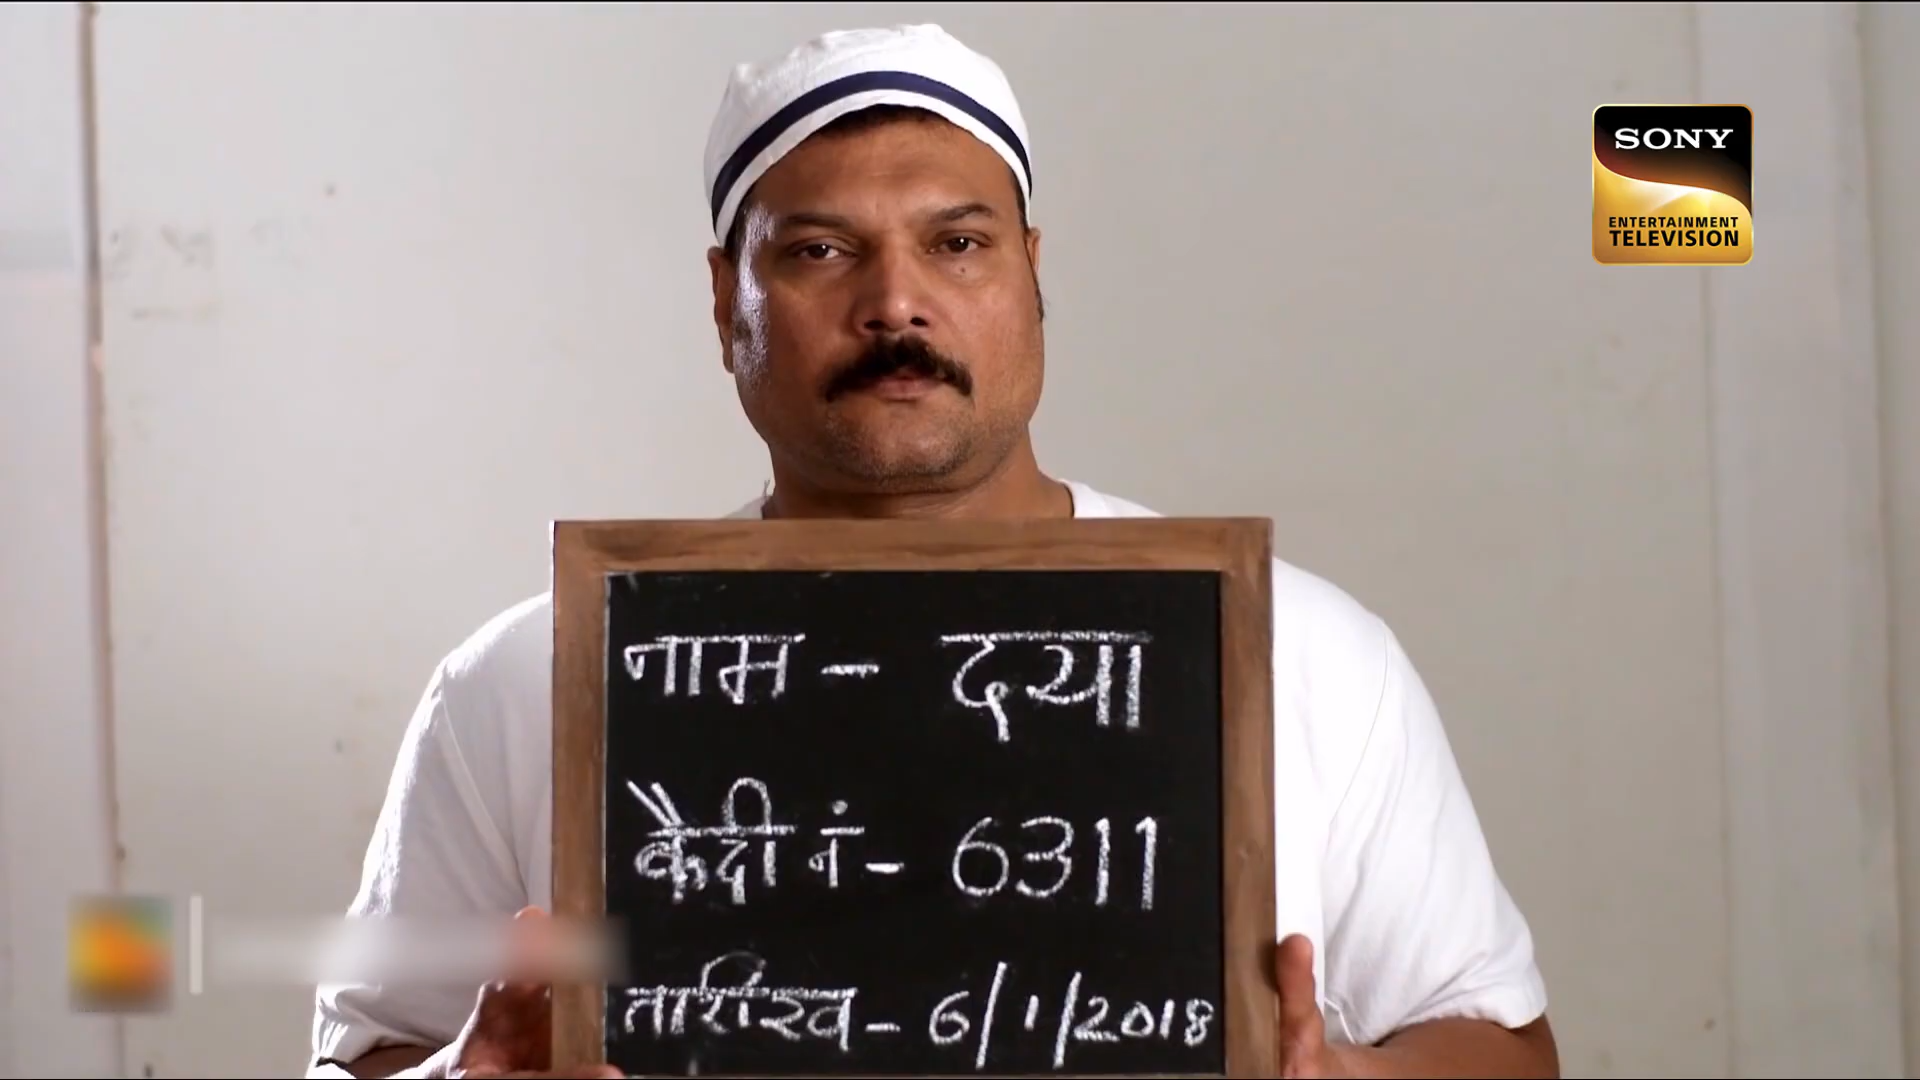 SONY
ENTERTAINMENT
TELEVISION
नाम - दया
कैदी नं - 6311
तारीख - 6/1/2018